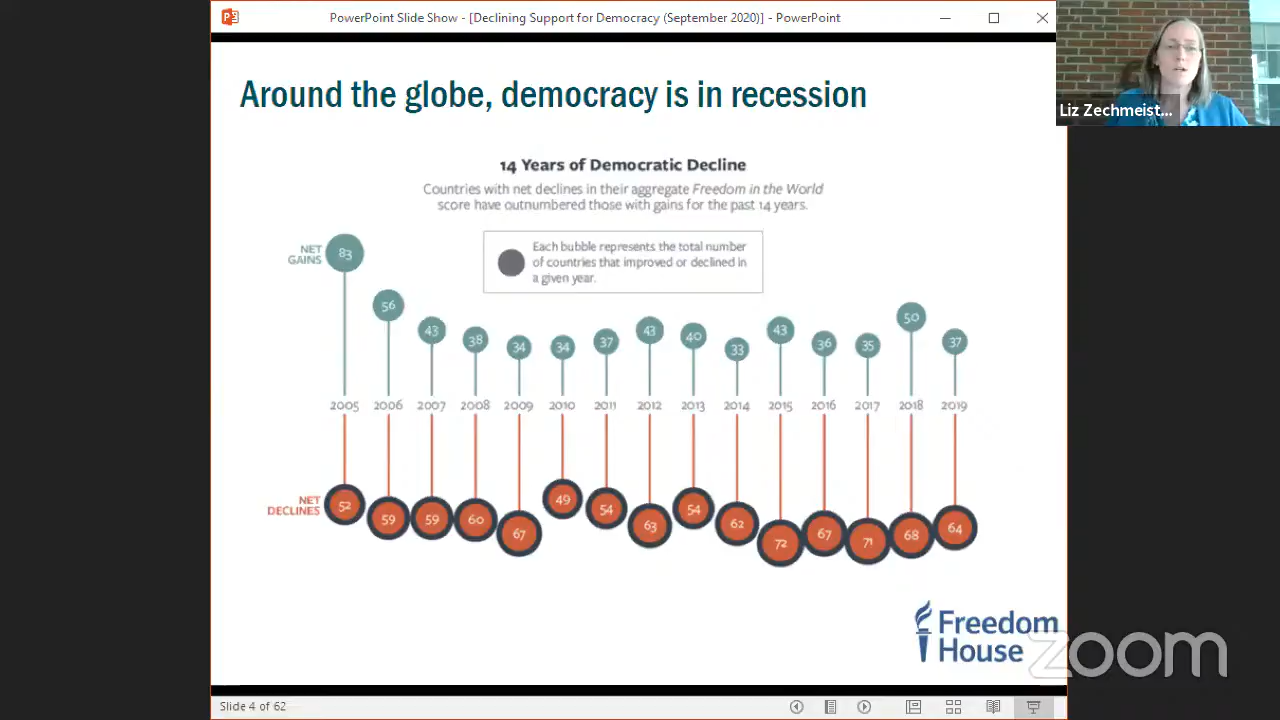 PowerPoint Slide Show - [Declining Support for Democracy (September 2020)] - PowerPoint
Liz Zechmeist...
Around the globe, democracy is in recession
14 Years of Democratic Decline
Countries with net declines in their aggregate Freedom in the World
score have outnumbered those with gains for the past 14 years.
Each bubble represents the total number
of countries that improved or declined in
a given year.
NET
GAINS
83 56 43 38 34 34 37 43 40 33 43 36 35 50 37
2005 2006 2007 2008 2009 2010 2011 2012 2013 2014 2015 2016 2017 2018 2019
NET
DECLINES
52 59 59 60 67 49 54 63 54 62 72 67 71 68 64
Freedom
House
zoom
Slide 4 of 62